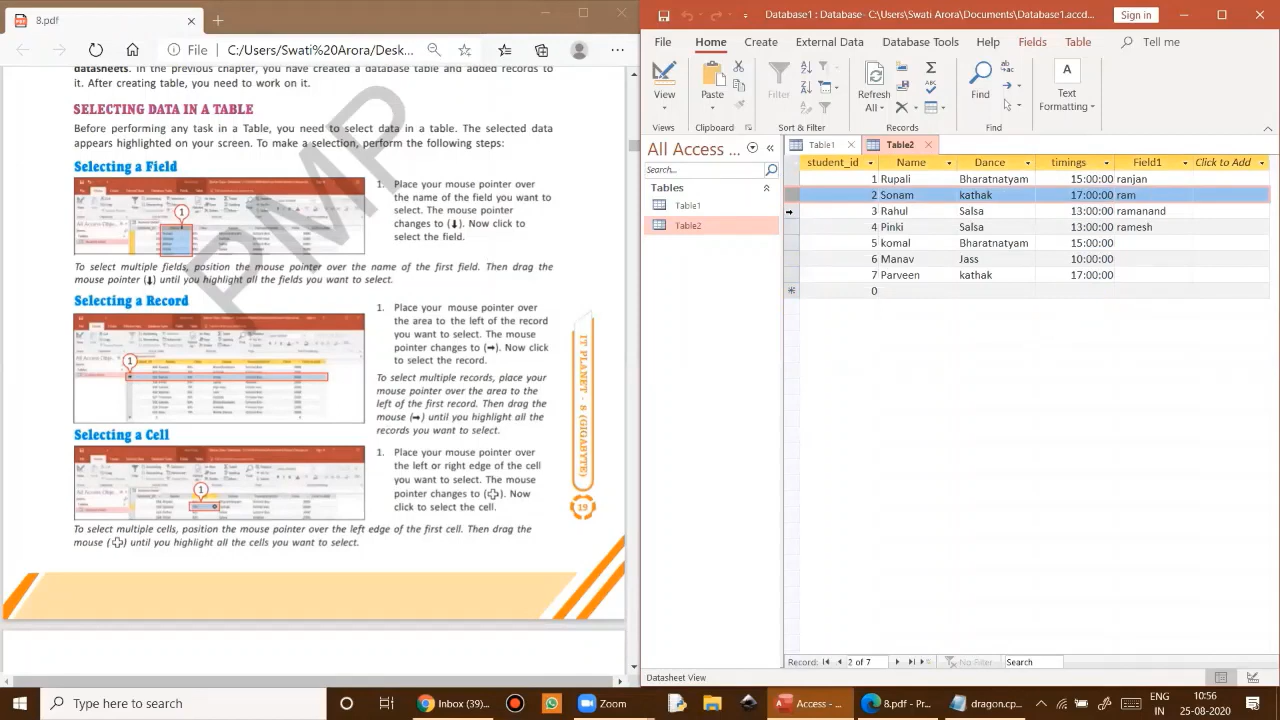 8.pdf
File
C:/Users/Swati%20Arora/Desk...
datasheets. In the previous chapter, you have created a database table and added records to
it. After creating table, you need to work on it.
SELECTING DATA IN A TABLE
Before performing any task in a Table, you need to select data in a table. The selected data
appears highlighted on your screen. To make a selection, perform the following steps:
Selecting a Field
1. Place your mouse pointer over
the name of the field you want to
select. The mouse pointer
changes to (⬇). Now click to
select the field.
To select multiple fields, position the mouse pointer over the name of the first field. Then drag the
mouse pointer (⬇) until you highlight all the fields you want to select.
Selecting a Record
1. Place your mouse pointer over
the area to the left of the record
you want to select. The mouse
pointer changes to (➡). Now click
to select the record.
To select multiple records, place your
mouse pointer over the area to the
left of the first record. Then drag the
mouse (➡) until you highlight all the
records you want to select.
Selecting a Cell
1. Place your mouse pointer over
the left or right edge of the cell
you want to select. The mouse
pointer changes to (✚). Now
click to select the cell.
To select multiple cells, position the mouse pointer over the left edge of the first cell. Then drag the
mouse (✚) until you highlight all the cells you want to select.
IT PLANET - 8 (GIGABYTE)
19
PMP
Database1 : Database- C:\Users\Swati Arora\Documents\Database1.accd...
Sign in
File Home Create External Data Database Tools Help Fields Table Tell me
View Paste Filter Refresh All Find Text Formatting
Views Clipboard Sort & Filter Records Find
All Access ...
Search...
Tables
Table1
Table2
Table1 Table2
student_id Name Dance timings Field1 Click to Add
1 Rupali Bharatnatyam 15:00:00 ranjan
2 Sonam kathak 17:00:00 ram
3 Rahul Salsa 13:00:00 ramanand
4 Pinki Salsa 13:00:00 ramesh
5 komal Bharatnatyam 15:00:00
6 Manav Jass 10:00:00
7 Parveen kathak 17:00:00
0
Record: 2 of 7 No Filter Search
Datasheet View
Type here to search
Inbox (39)...
Zoom
Access - ...
8.pdf - Pr...
dragon.cp...
ENG
IN
10:56
25-08-2020